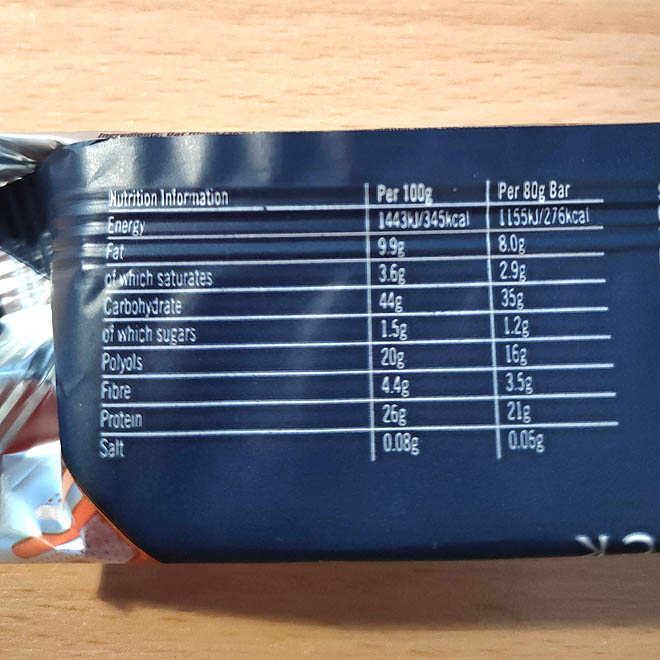 Ingredients: Bar
Nutrition Information Per 100g Per 80g Bar
Energy 1443kJ/345kcal 1155kJ/276kcal
Fat 9.9g 8.0g
of which saturates 3.6g 2.9g
Carbohydrate 44g 35g
of which sugars 1.5g 1.2g
Polyols 20g 16g
Fibre 4.4g 3.5g
Protein 26g 21g
Salt 0.08g 0.06g